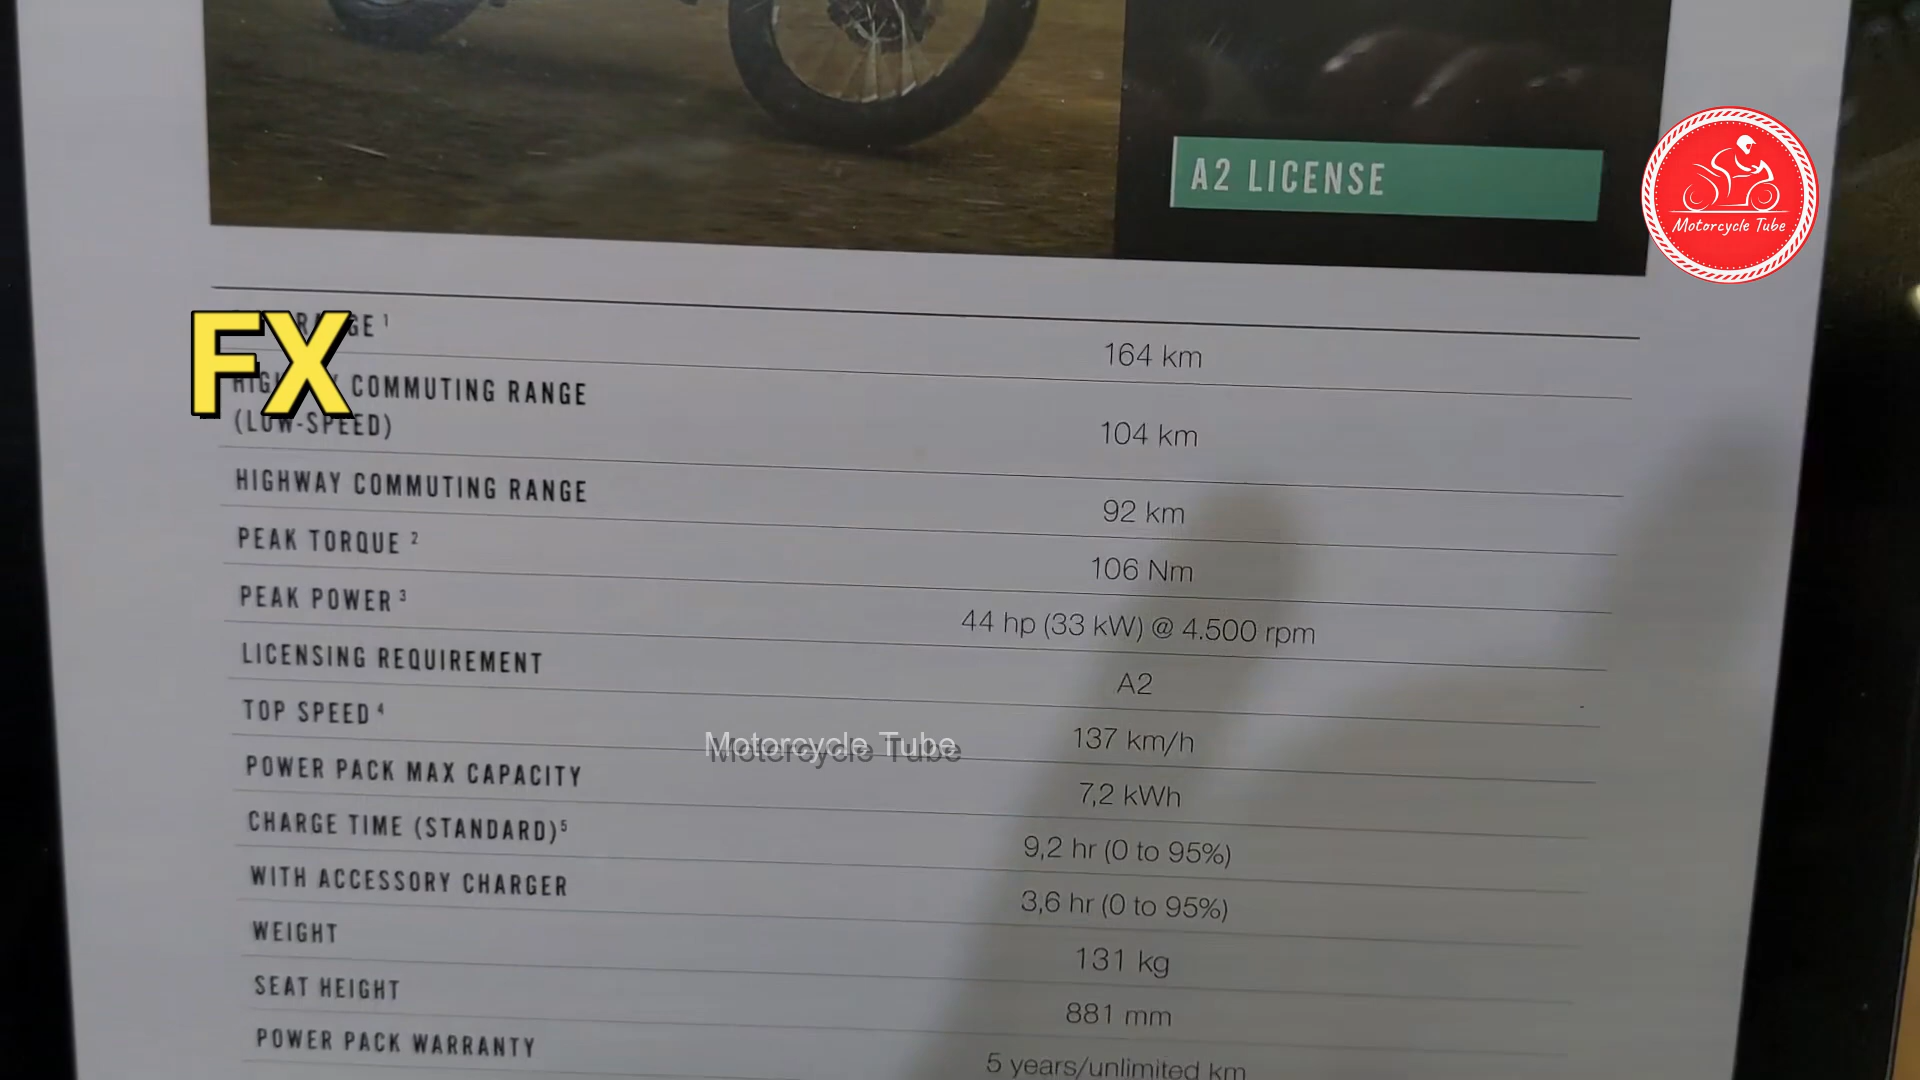 A2 LICENSE
Motorcycle Tube
FX
164 km
COMMUTING RANGE
(LOW-SPEED)
104 km
HIGHWAY COMMUTING RANGE
92 km
PEAK TORQUE ²
106 Nm
PEAK POWER ³
44 hp (33 kW) @ 4.500 rpm
LICENSING REQUIREMENT
A2
TOP SPEED ⁴
137 km/h
Motorcycle Tube
POWER PACK MAX CAPACITY
7,2 kWh
CHARGE TIME (STANDARD)⁵
9,2 hr (0 to 95%)
WITH ACCESSORY CHARGER
3,6 hr (0 to 95%)
WEIGHT
131 kg
SEAT HEIGHT
881 mm
POWER PACK WARRANTY
5 years/unlimited km